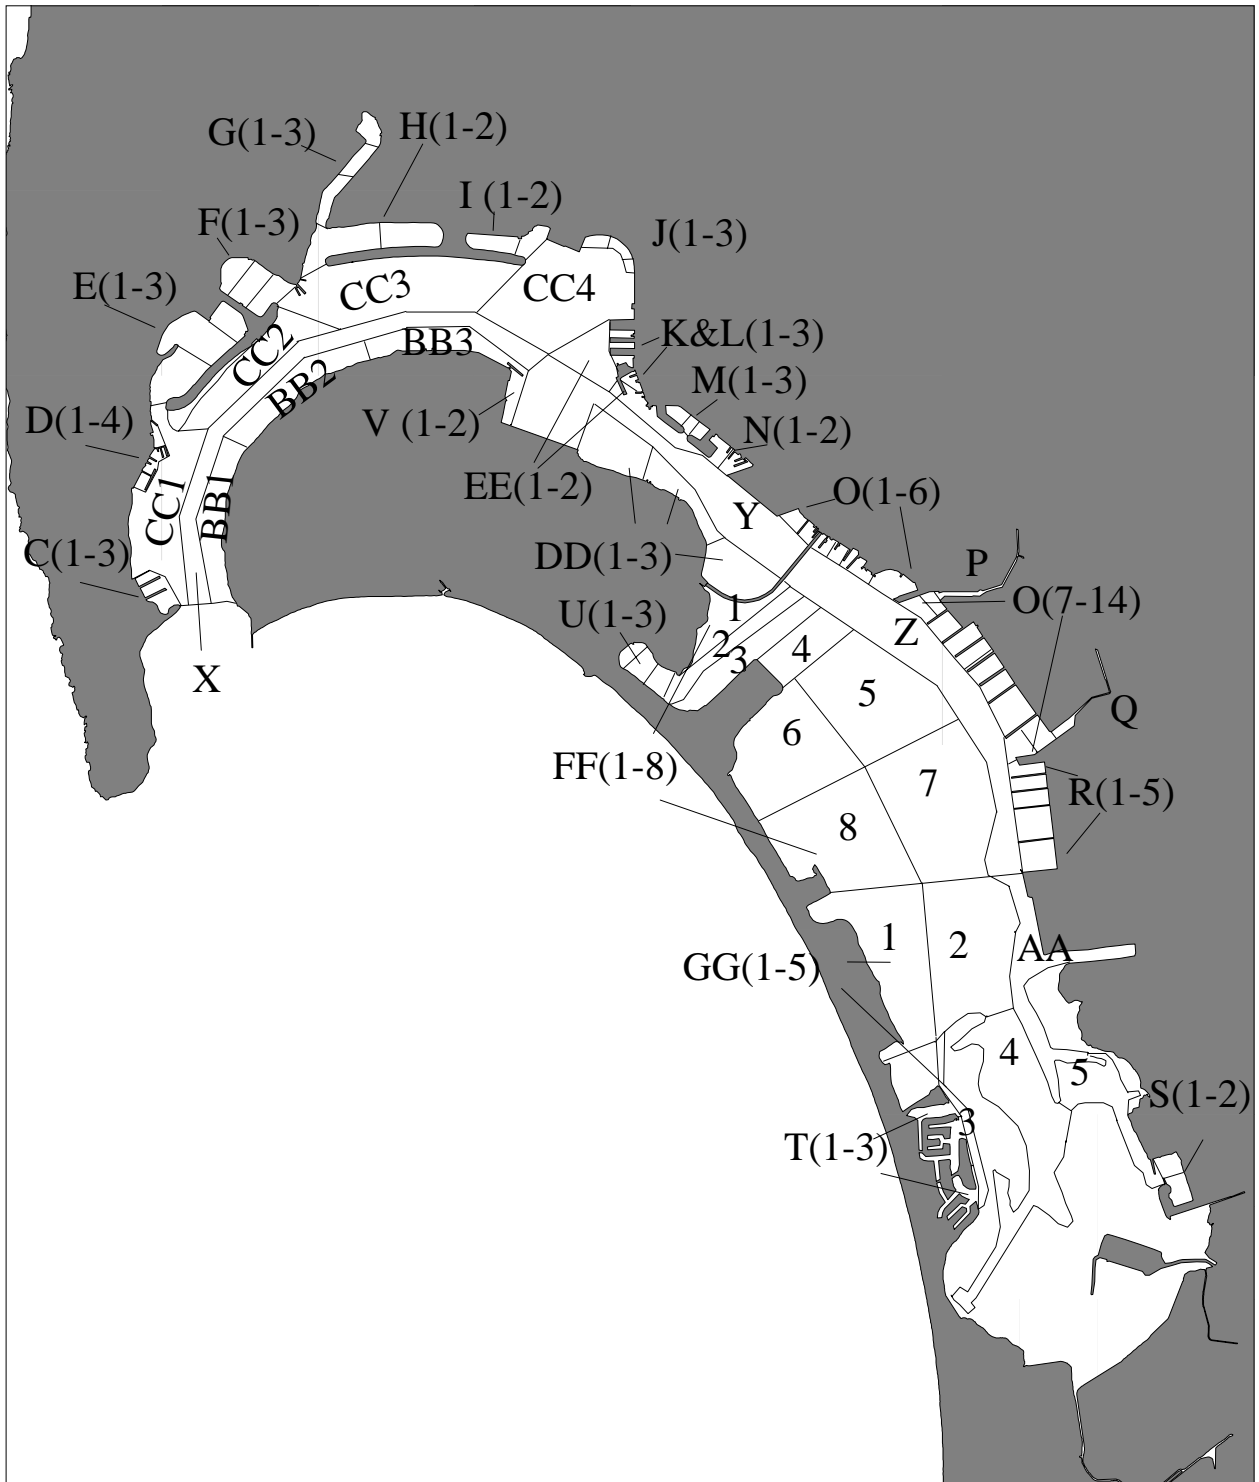 G(1-3)
H(1-2)
I (1-2)
F(1-3)
J(1-3)
E(1-3)
CC3
CC4
K&L(1-3)
CC2
BB3
BB2
M(1-3)
D(1-4)
V (1-2)
N(1-2)
EE(1-2)
CC1
BB1
O(1-6)
Y
C(1-3)
DD(1-3)
P
U(1-3)
1
O(7-14)
2
3
4
Z
X
5
6
Q
FF(1-8)
7
R(1-5)
8
1
2
AA
GG(1-5)
4
5
S(1-2)
3
T(1-3)